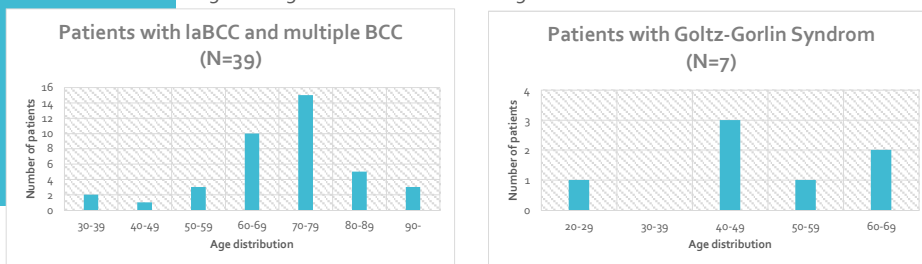 Patients with laBCC and multiple BCC
(N=39)
Number of patients
16
14
12
10
8
6
4
2
0
30-39 40-49 50-59 60-69 70-79 80-89 90-
Age distribution
Patients with Goltz-Gorlin Syndrom
(N=7)
Number of patients
4
3
2
1
0
20-29 30-39 40-49 50-59 60-69
Age distribution